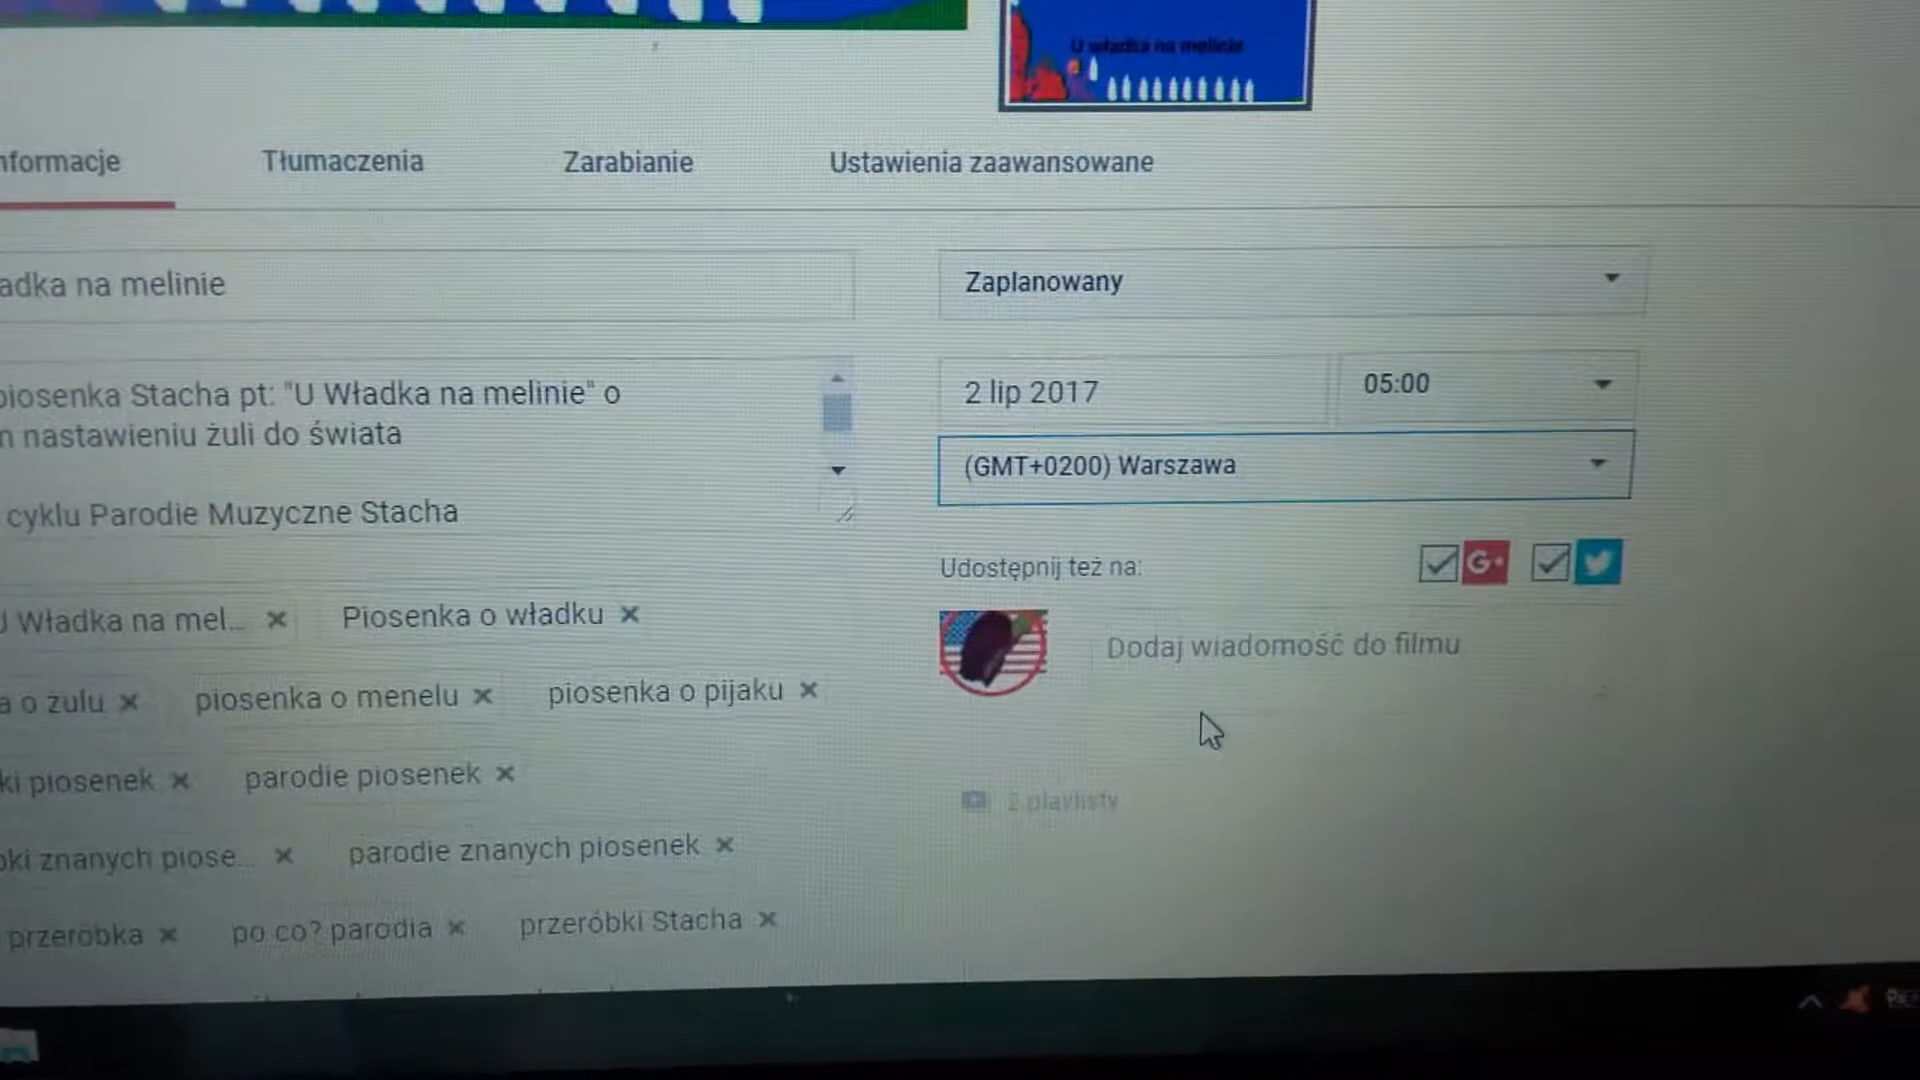 U władka na melinie
nformacje
Tłumaczenia
Zarabianie
Ustawienia zaawansowane
adka na melinie
Zaplanowany
piosenka Stacha pt: "U Władka na melinie" o
n nastawieniu żuli do świata
cyklu Parodie Muzyczne Stacha
2 lip 2017
05:00
(GMT+0200) Warszawa
Udostępnij też na:
G+
Dodaj wiadomość do filmu
2 playlisty
U Władka na mel... ×
Piosenka o władku ×
a o żulu ×
piosenka o menelu ×
piosenka o pijaku ×
ki piosenek ×
parodie piosenek ×
bki znanych piose... ×
parodie znanych piosenek ×
przeróbka ×
po co? parodia ×
przeróbki Stacha ×